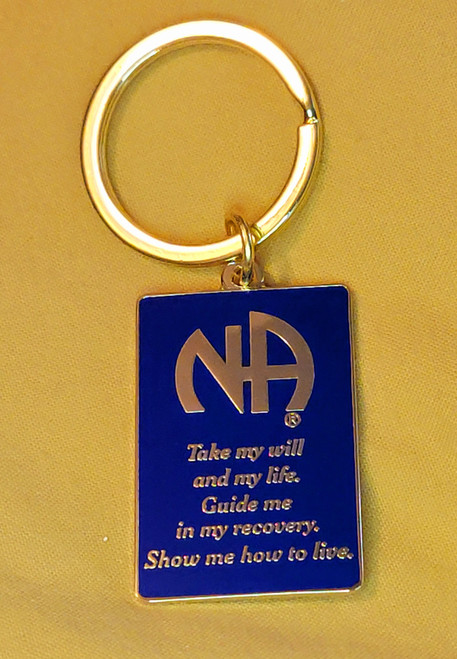 NA
®
Take my will
and my life.
Guide me
in my recovery.
Show me how to live.